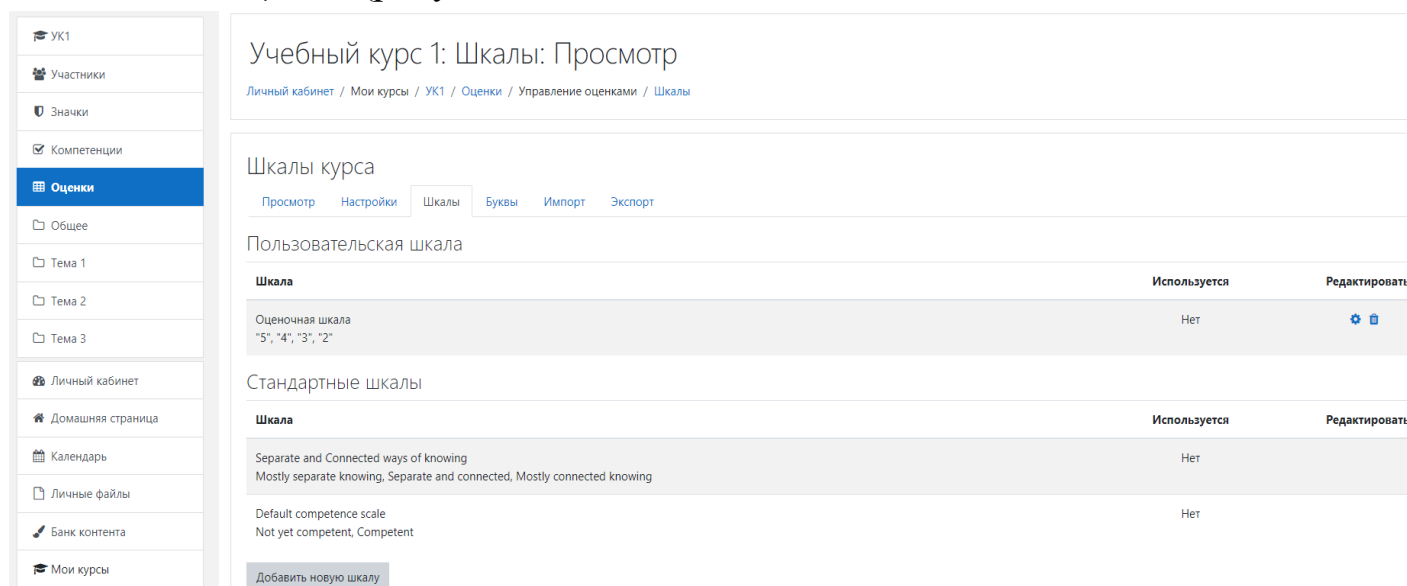 УК1
Участники
Значки
Компетенции
Оценки
Общее
Тема 1
Тема 2
Тема 3
Личный кабинет
Домашняя страница
Календарь
Личные файлы
Банк контента
Мои курсы
Учебный курс 1: Шкалы: Просмотр
Личный кабинет / Мои курсы / УК1 / Оценки / Управление оценками / Шкалы
Шкалы курса
Просмотр Настройки Шкалы Буквы Импорт Экспорт
Пользовательская шкала
Шкала Используется Редактировать
Оценочная шкала Нет
"5", "4", "3", "2"
Стандартные шкалы
Шкала Используется Редактировать
Separate and Connected ways of knowing Нет
Mostly separate knowing, Separate and connected, Mostly connected knowing
Default competence scale Нет
Not yet competent, Competent
Добавить новую шкалу